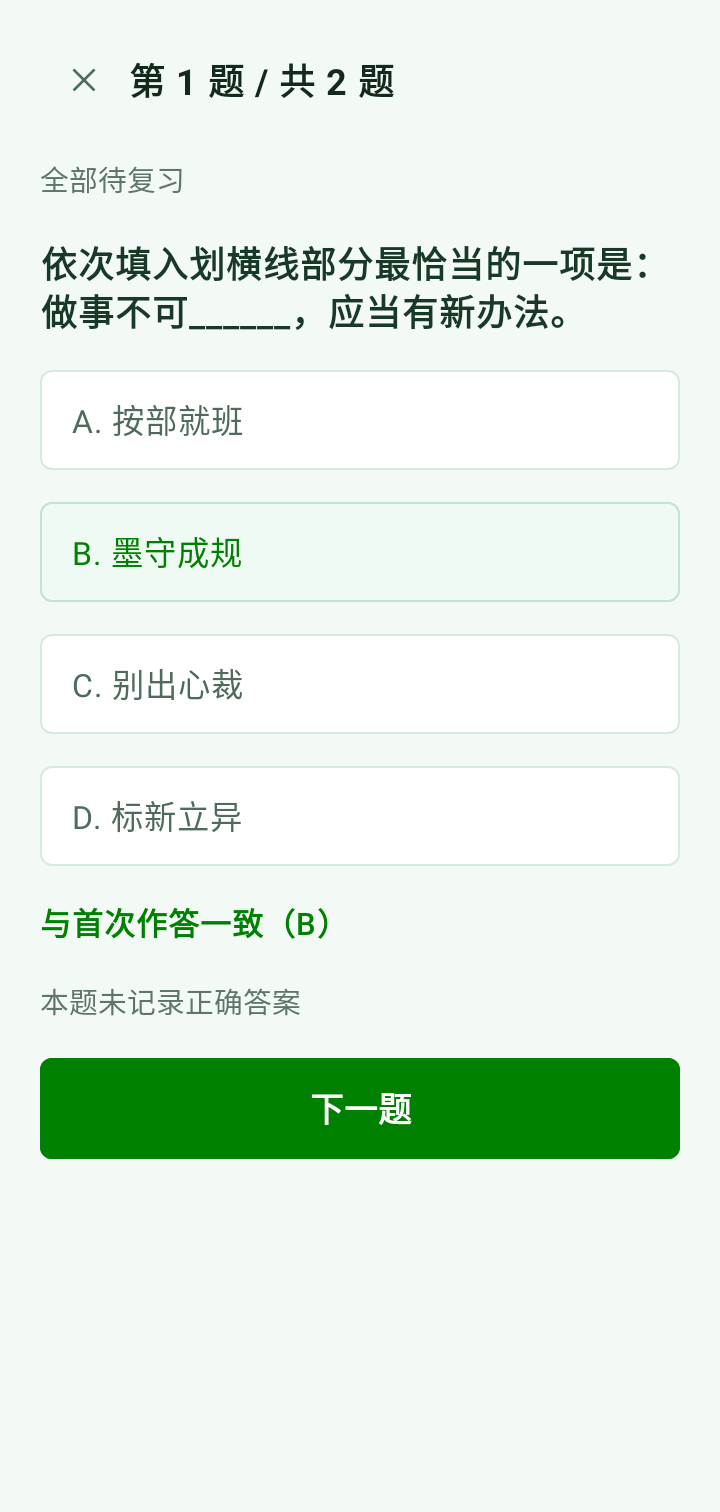 第 1 题 / 共 2 题
全部待复习
依次填入划横线部分最恰当的一项是：
做事不可______，应当有新办法。
A. 按部就班
B. 墨守成规
C. 别出心裁
D. 标新立异
与首次作答一致（B）
本题未记录正确答案
下一题